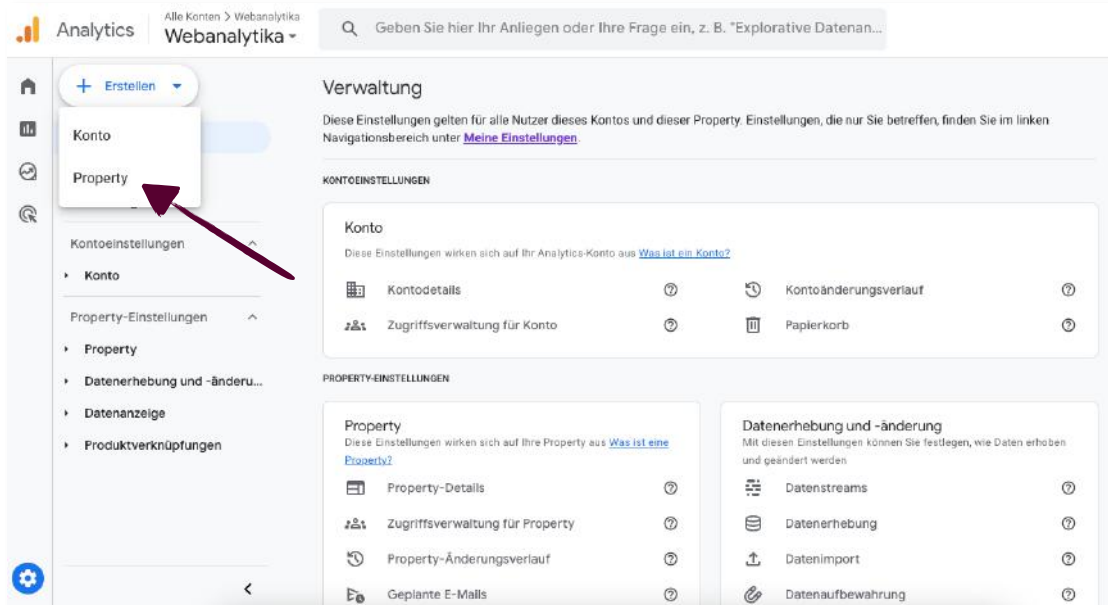 Analytics
Alle Konten > Webanalytika
Webanalytika
Geben Sie hier Ihr Anliegen oder Ihre Frage ein, z. B. "Explorative Datenan...
Erstellen
Konto
Property
Kontoeinstellungen
Konto
Property-Einstellungen
Property
Datenerhebung und -änderu...
Datenanzeige
Produktverknüpfungen
Verwaltung
Diese Einstellungen gelten für alle Nutzer dieses Kontos und dieser Property. Einstellungen, die nur Sie betreffen, finden Sie im linken
Navigationsbereich unter Meine Einstellungen.
KONTOEINSTELLUNGEN
Konto
Diese Einstellungen wirken sich auf Ihr Analytics-Konto aus Was ist ein Konto?
Kontodetails
Kontoänderungsverlauf
Zugriffsverwaltung für Konto
Papierkorb
PROPERTY-EINSTELLUNGEN
Property
Diese Einstellungen wirken sich auf Ihre Property aus Was ist eine
Property?
Property-Details
Zugriffsverwaltung für Property
Property-Änderungsverlauf
Geplante E-Mails
Datenerhebung und -änderung
Mit diesen Einstellungen können Sie festlegen, wie Daten erhoben
und geändert werden
Datenstreams
Datenerhebung
Datenimport
Datenaufbewahrung